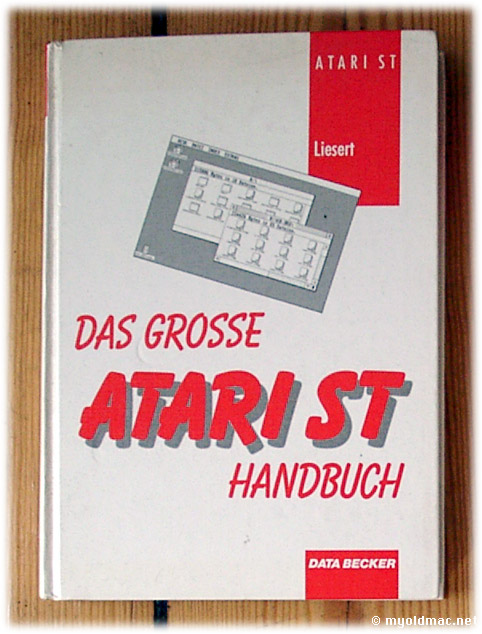 ATARI ST
Liesert
DAS GROSSE
ATARI ST
HANDBUCH
DATA BECKER
© myoldmac.net